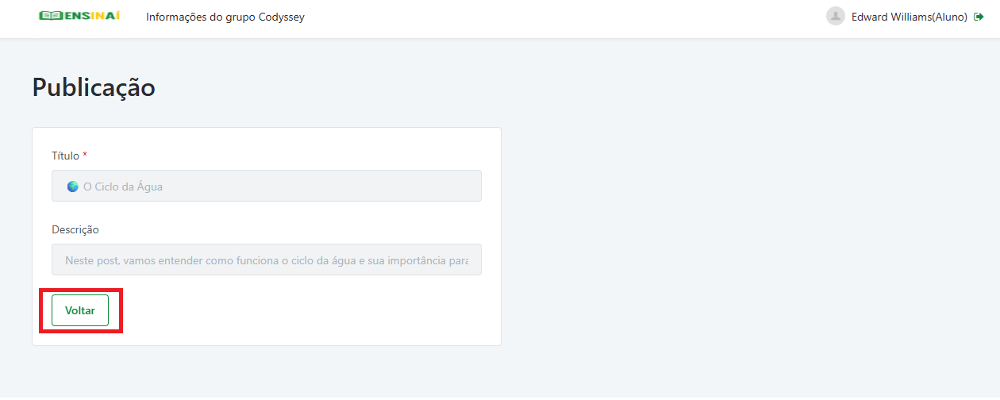 ENSINAÍ
Informações do grupo Codyssey
Edward Williams(Aluno)
Publicação
Título *
🌎 O Ciclo da Água
Descrição
Neste post, vamos entender como funciona o ciclo da água e sua importância para
Voltar